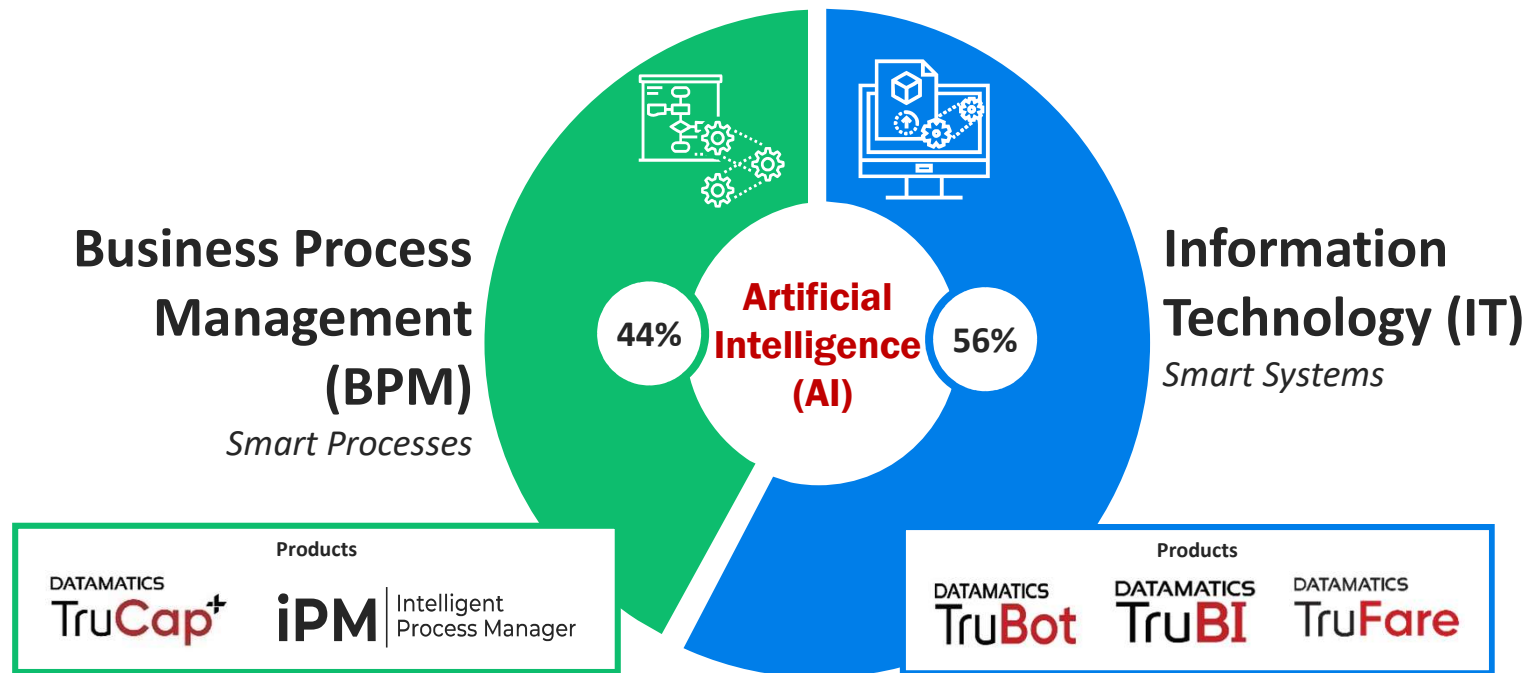 Business Process
Management
(BPM)
Smart Processes
44%
Artificial
Intelligence
(AI)
56%
Information
Technology (IT)
Smart Systems
Products
DATAMATICS
TruCap+
iPM
Intelligent
Process Manager
Products
DATAMATICS
TruBot
DATAMATICS
TruBI
DATAMATICS
TruFare